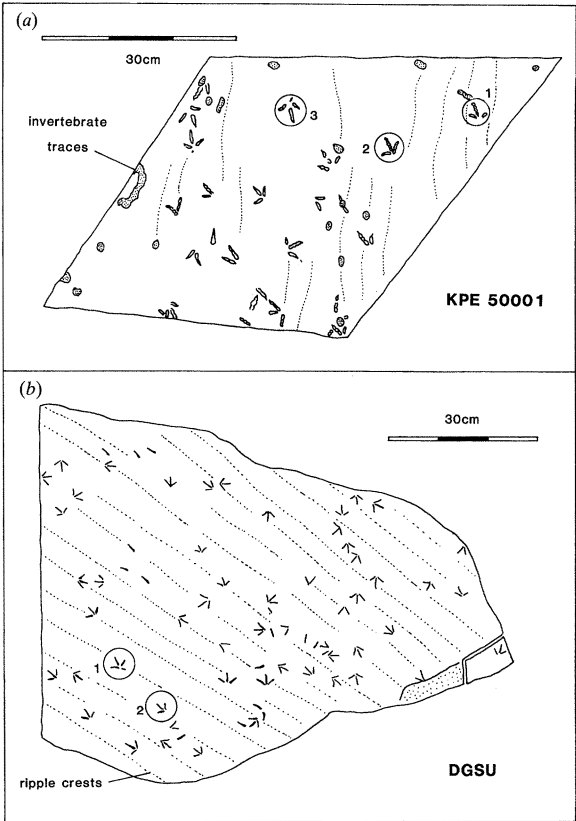 (a)
30cm
invertebrate
traces
1
3
2
KPE 50001
(b)
30cm
1
2
ripple crests
DGSU